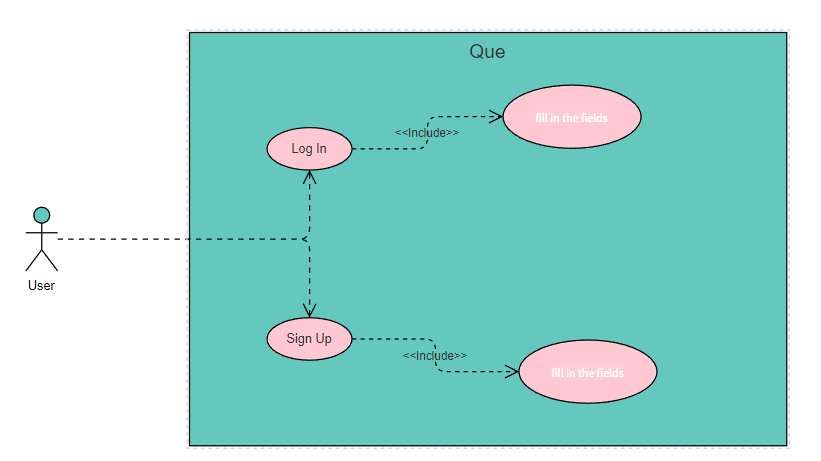 Que
fill in the fields
<<Include>>
Log In
User
Sign Up
<<Include>>
fill in the fields